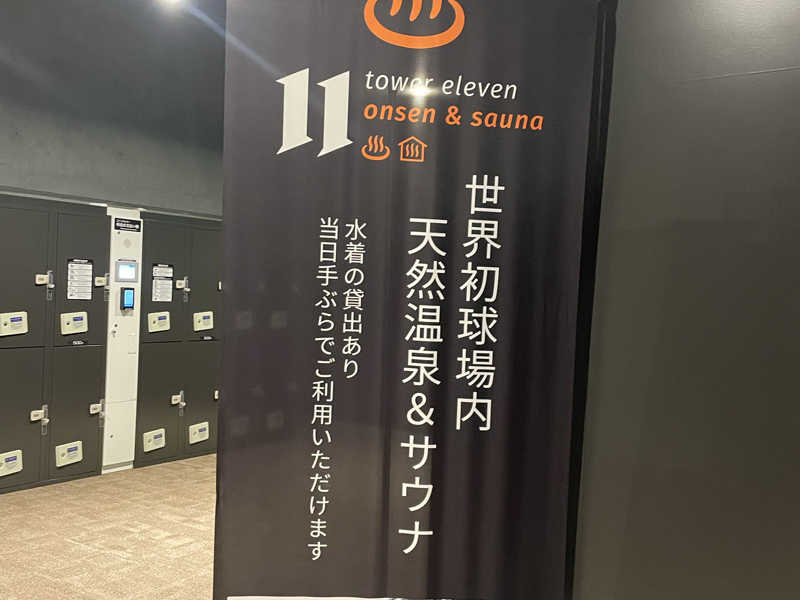 11
tower eleven
onsen & sauna
世界初球場内
天然温泉&サウナ
水着の貸出あり
当日手ぶらでご利用いただけます